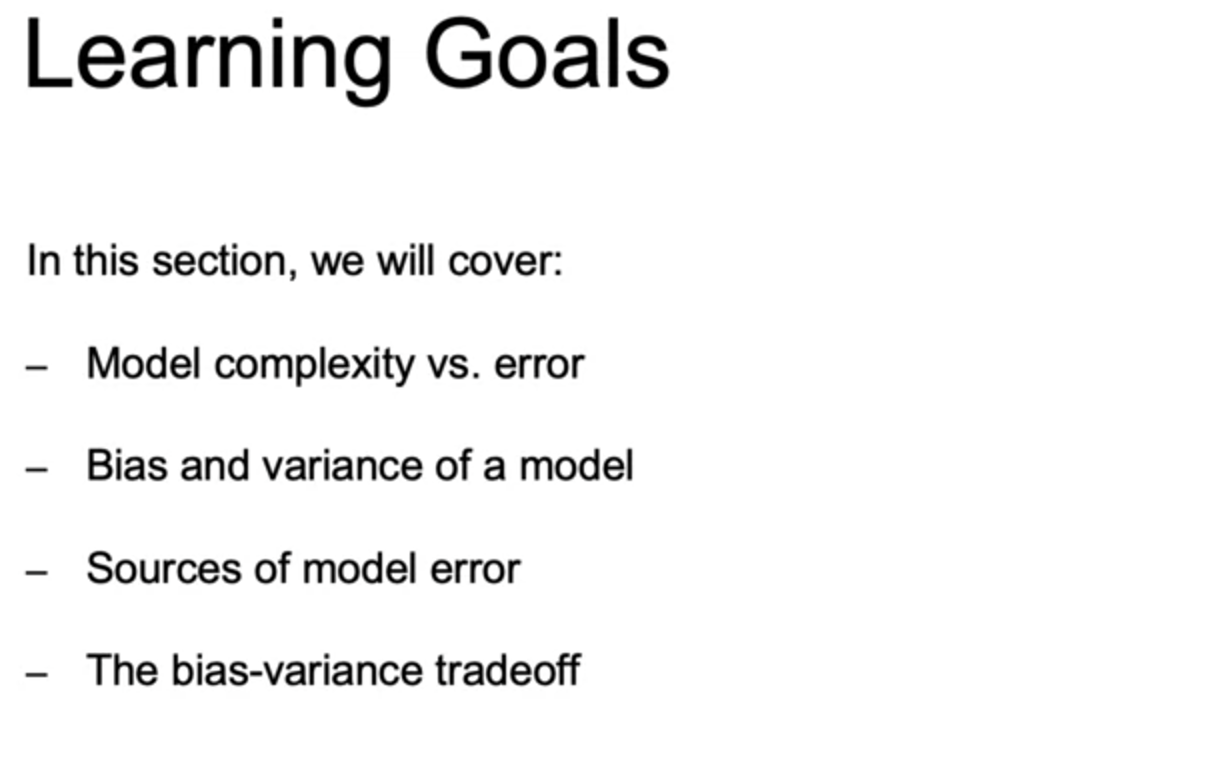 Learning Goals
In this section, we will cover:
– Model complexity vs. error
– Bias and variance of a model
– Sources of model error
– The bias-variance tradeoff